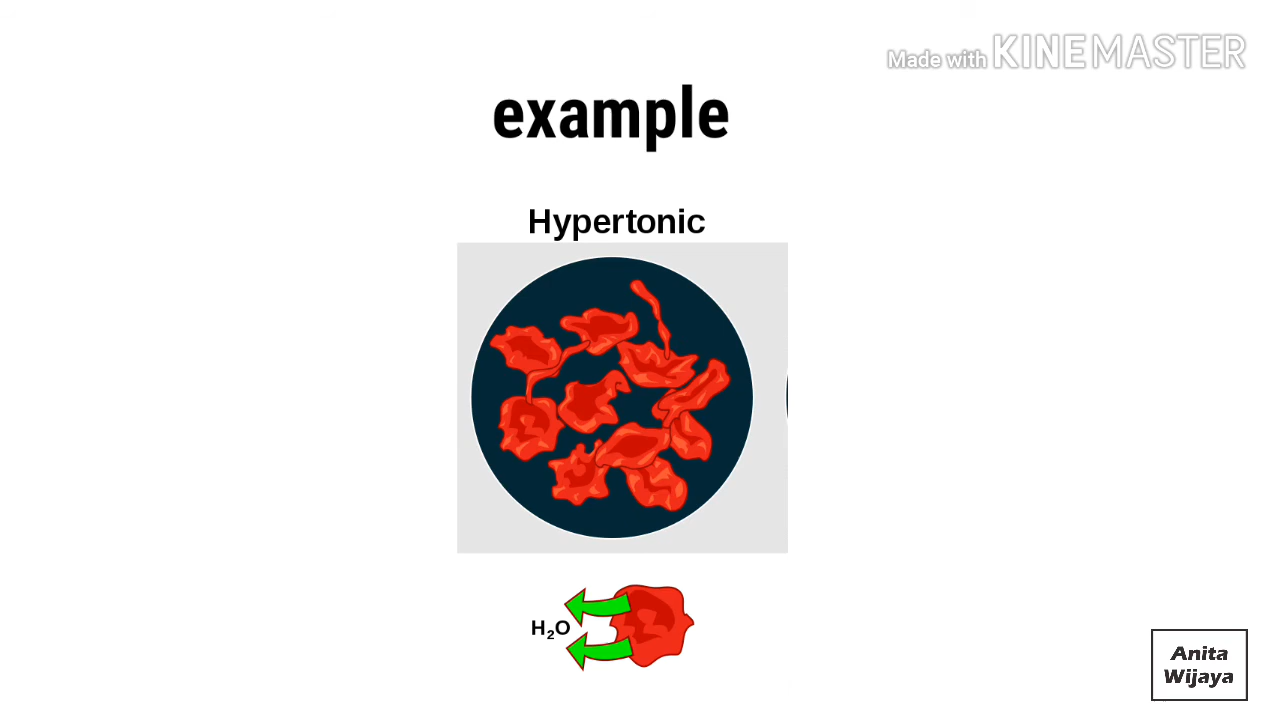 Made with KINEMASTER
example
Hypertonic
H₂O
Anita
Wijaya